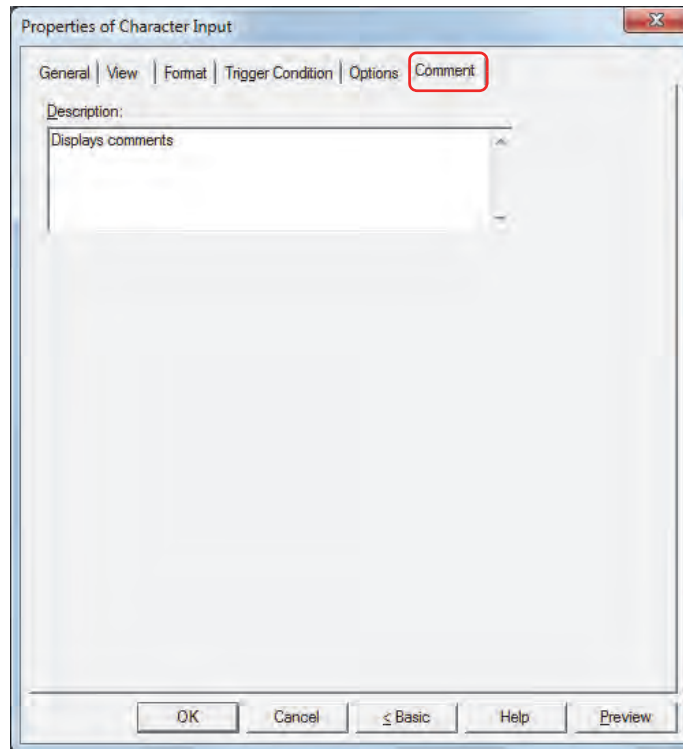 Properties of Character Input
General View Format Trigger Condition Options Comment
Description:
Displays comments
OK Cancel ≤ Basic Help Preview